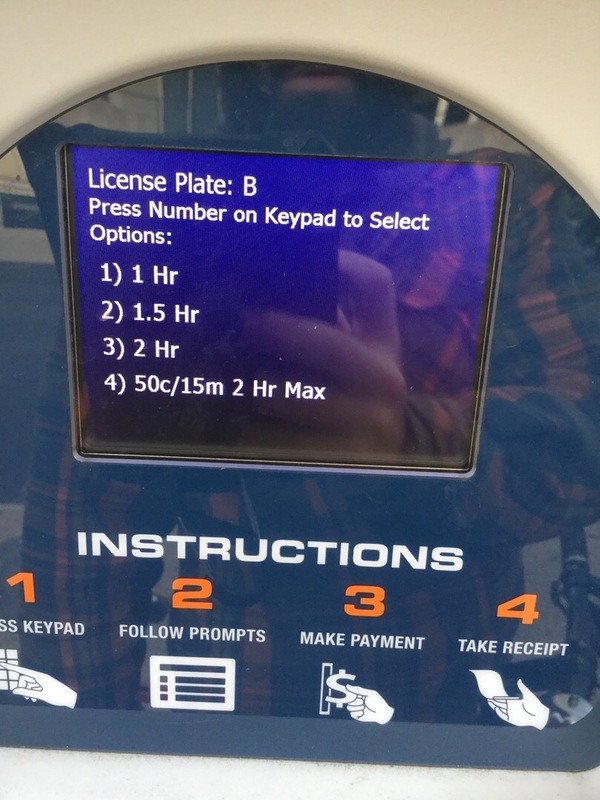 License Plate: B
Press Number on Keypad to Select
Options:
1) 1 Hr
2) 1.5 Hr
3) 2 Hr
4) 50c/15m 2 Hr Max
INSTRUCTIONS
1 2 3 4
SS KEYPAD FOLLOW PROMPTS MAKE PAYMENT TAKE RECEIPT
$